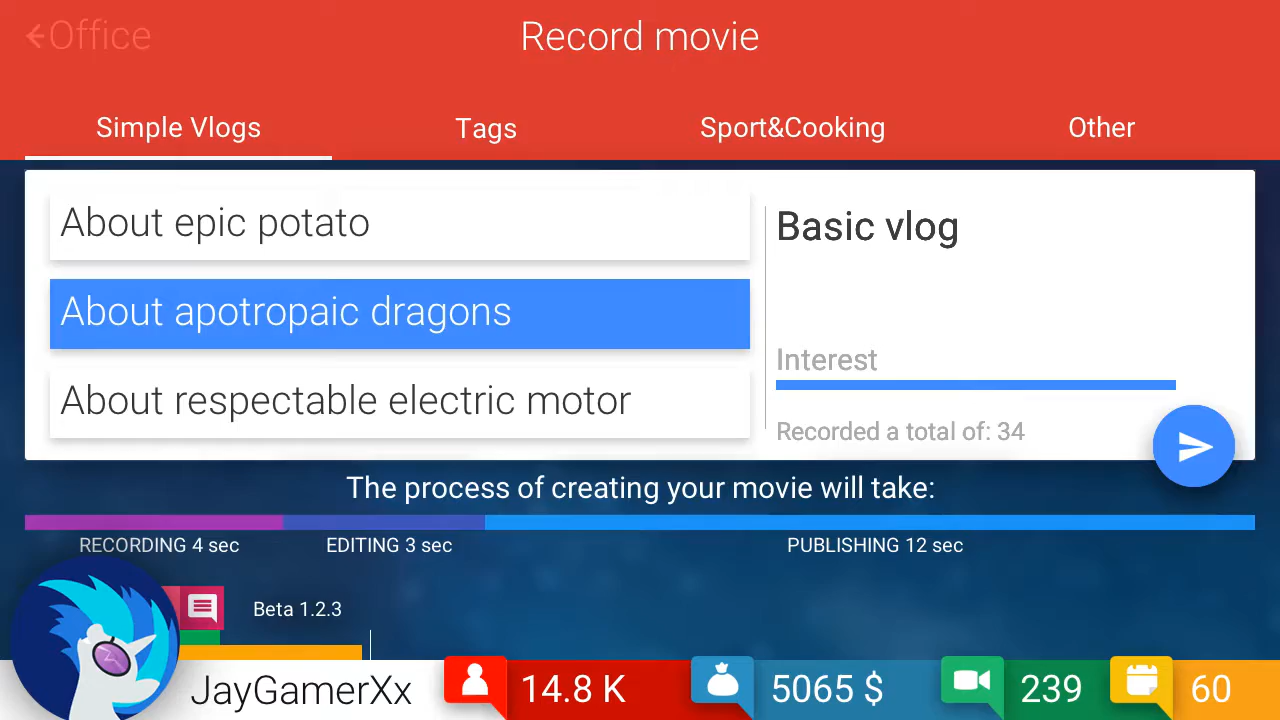 Office
Record movie
Simple Vlogs
Tags
Sport&Cooking
Other
About epic potato
About apotropaic dragons
About respectable electric motor
Basic vlog
Interest
Recorded a total of: 34
The process of creating your movie will take:
RECORDING 4 sec
EDITING 3 sec
PUBLISHING 12 sec
Beta 1.2.3
JayGamerXx
14.8 K
5065 $
239
60